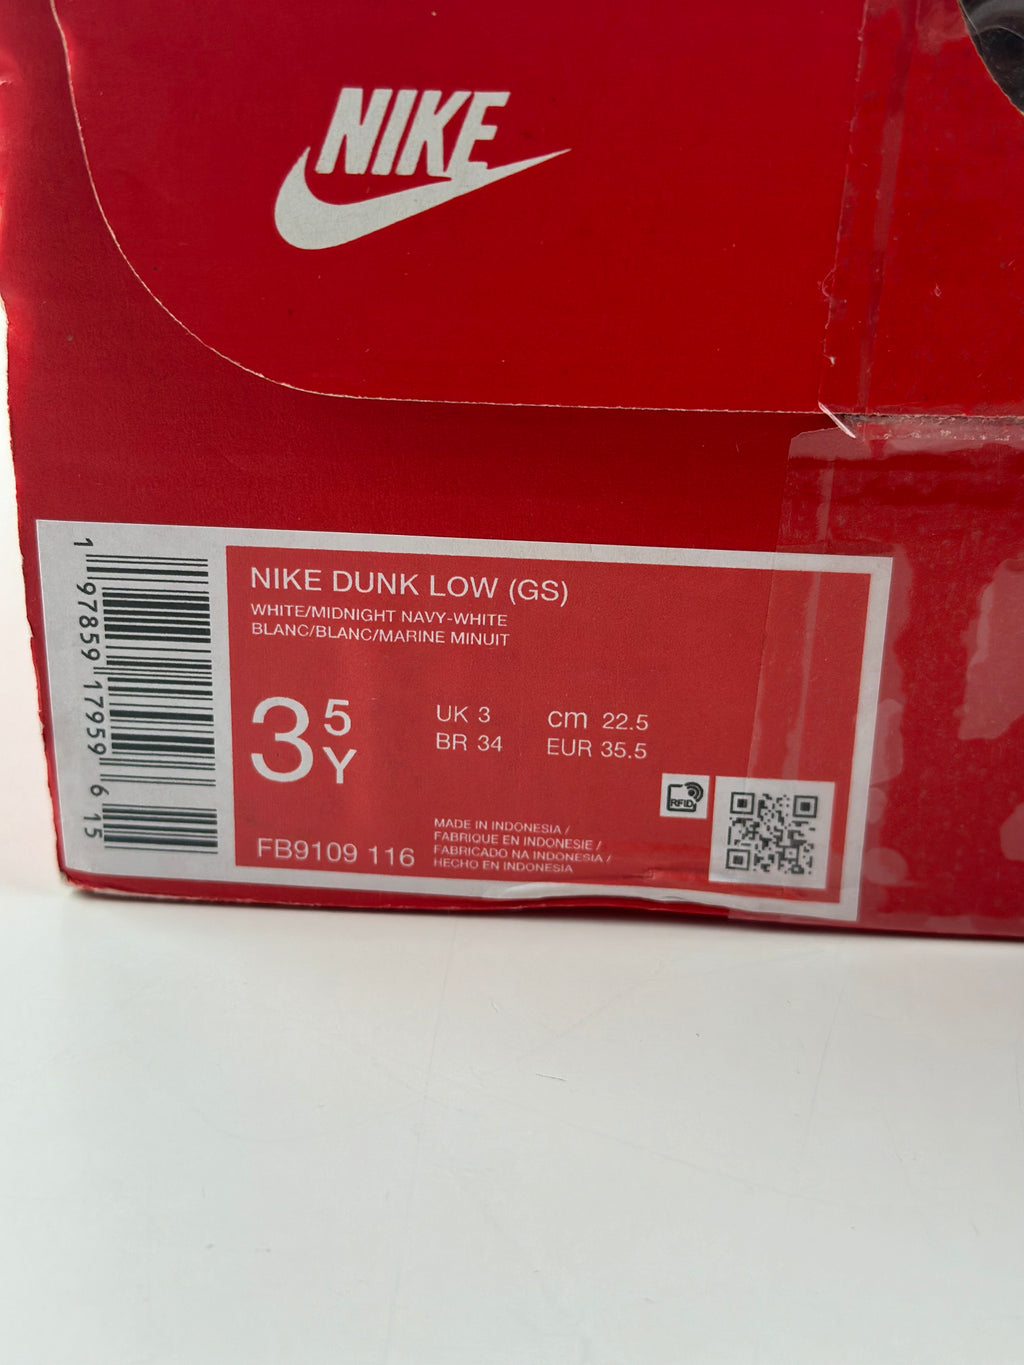 NIKE
NIKE DUNK LOW (GS)
WHITE/MIDNIGHT NAVY-WHITE
BLANC/BLANC/MARINE MINUIT
3 5 Y
UK 3 cm 22.5
BR 34 EUR 35.5
RFID
MADE IN INDONESIA /
FABRIQUE EN INDONESIE /
FABRICADO NA INDONESIA /
HECHO EN INDONESIA
FB9109 116
1 97859 17959 6 15